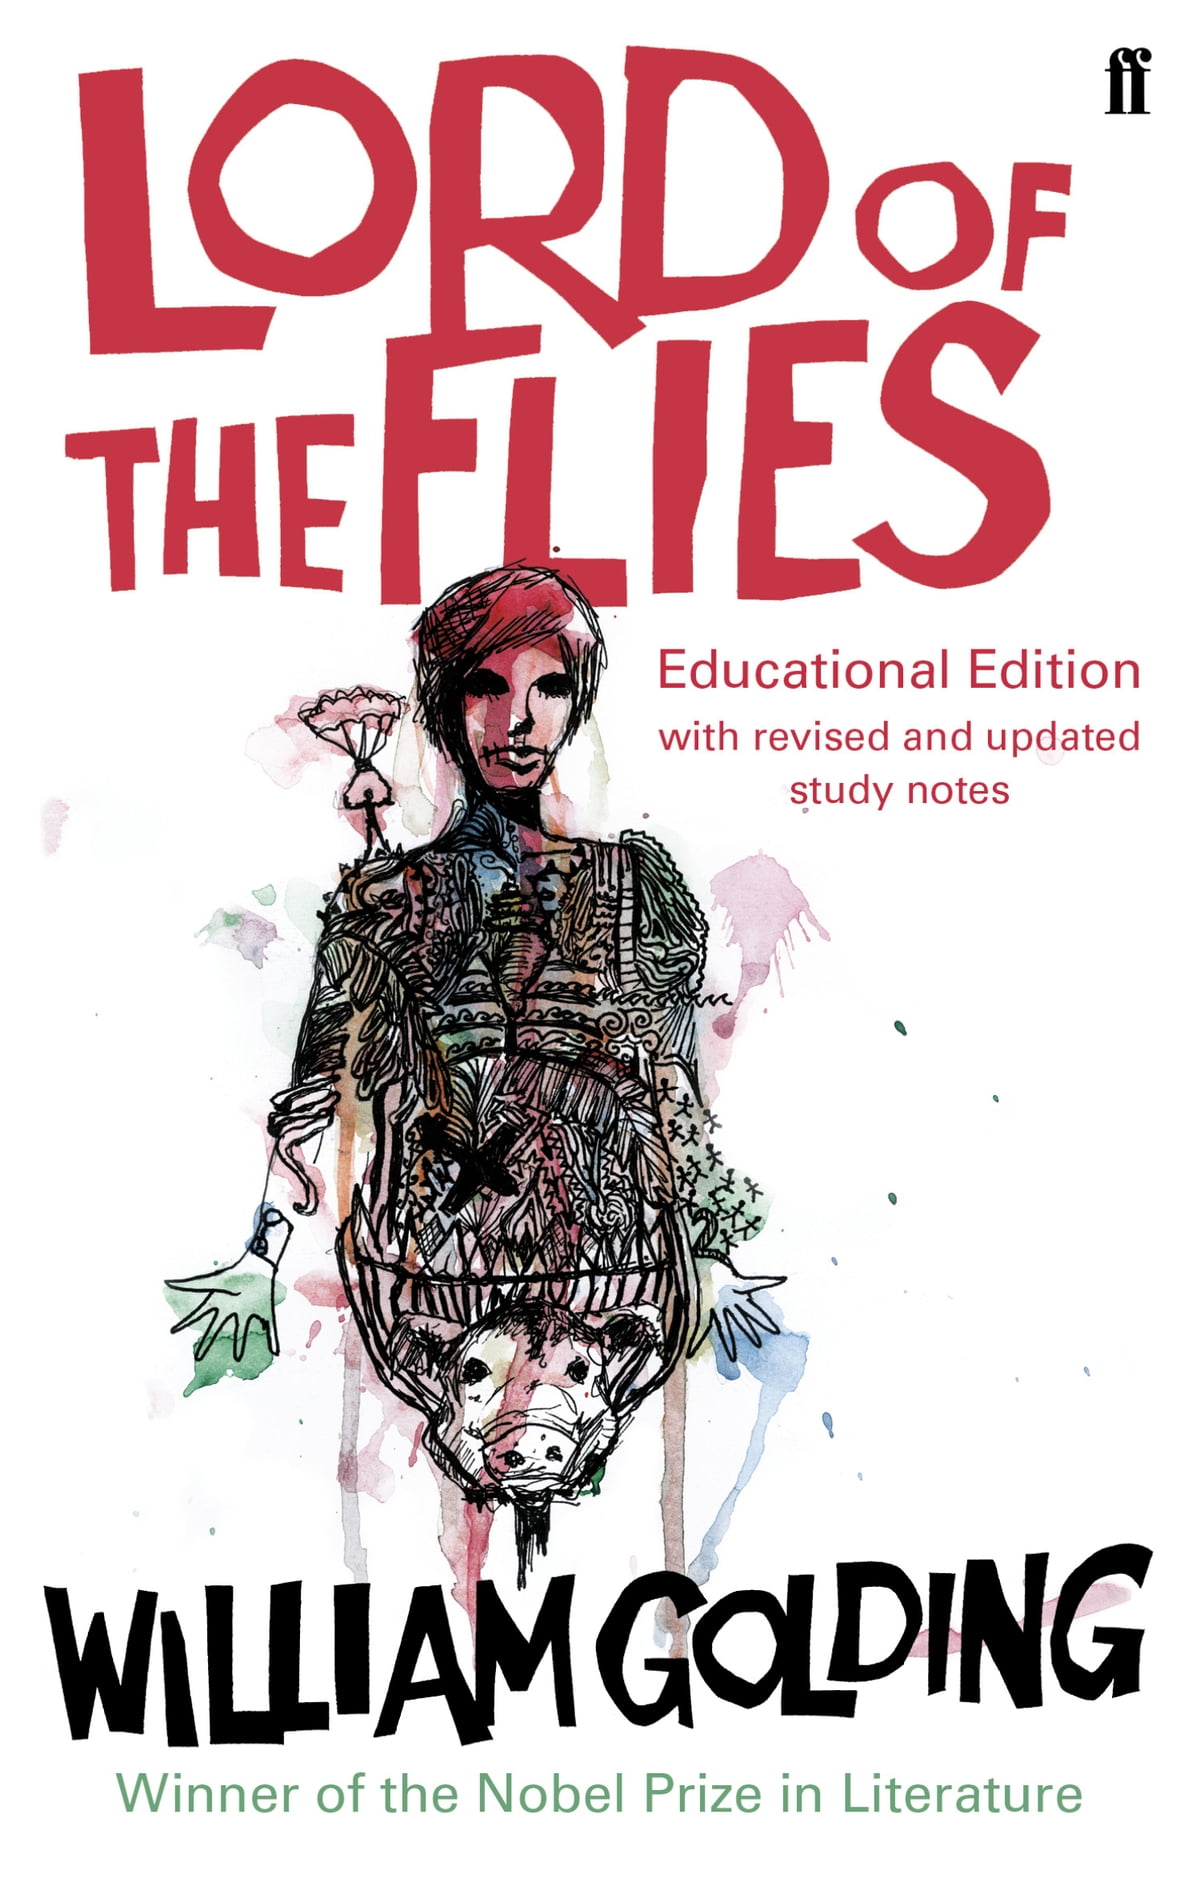 LORD OF
THE FLIES
ff
Educational Edition
with revised and updated
study notes
WILLIAM GOLDING
Winner of the Nobel Prize in Literature